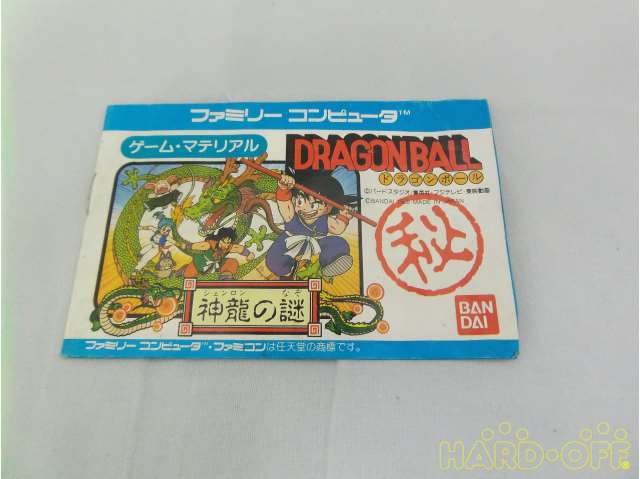 ファミリー コンピュータ™
ゲーム・マテリアル
DRAGONBALL
ドラゴンボール
©バードスタジオ/集英社・フジテレビ・東映動画
©BANDAI 1986 MADE IN JAPAN
秘
シェンロン なぞ
神龍の謎
BAN
DAI
ファミリー コンピュータ™・ファミコンは任天堂の商標です。
HARD・OFF®